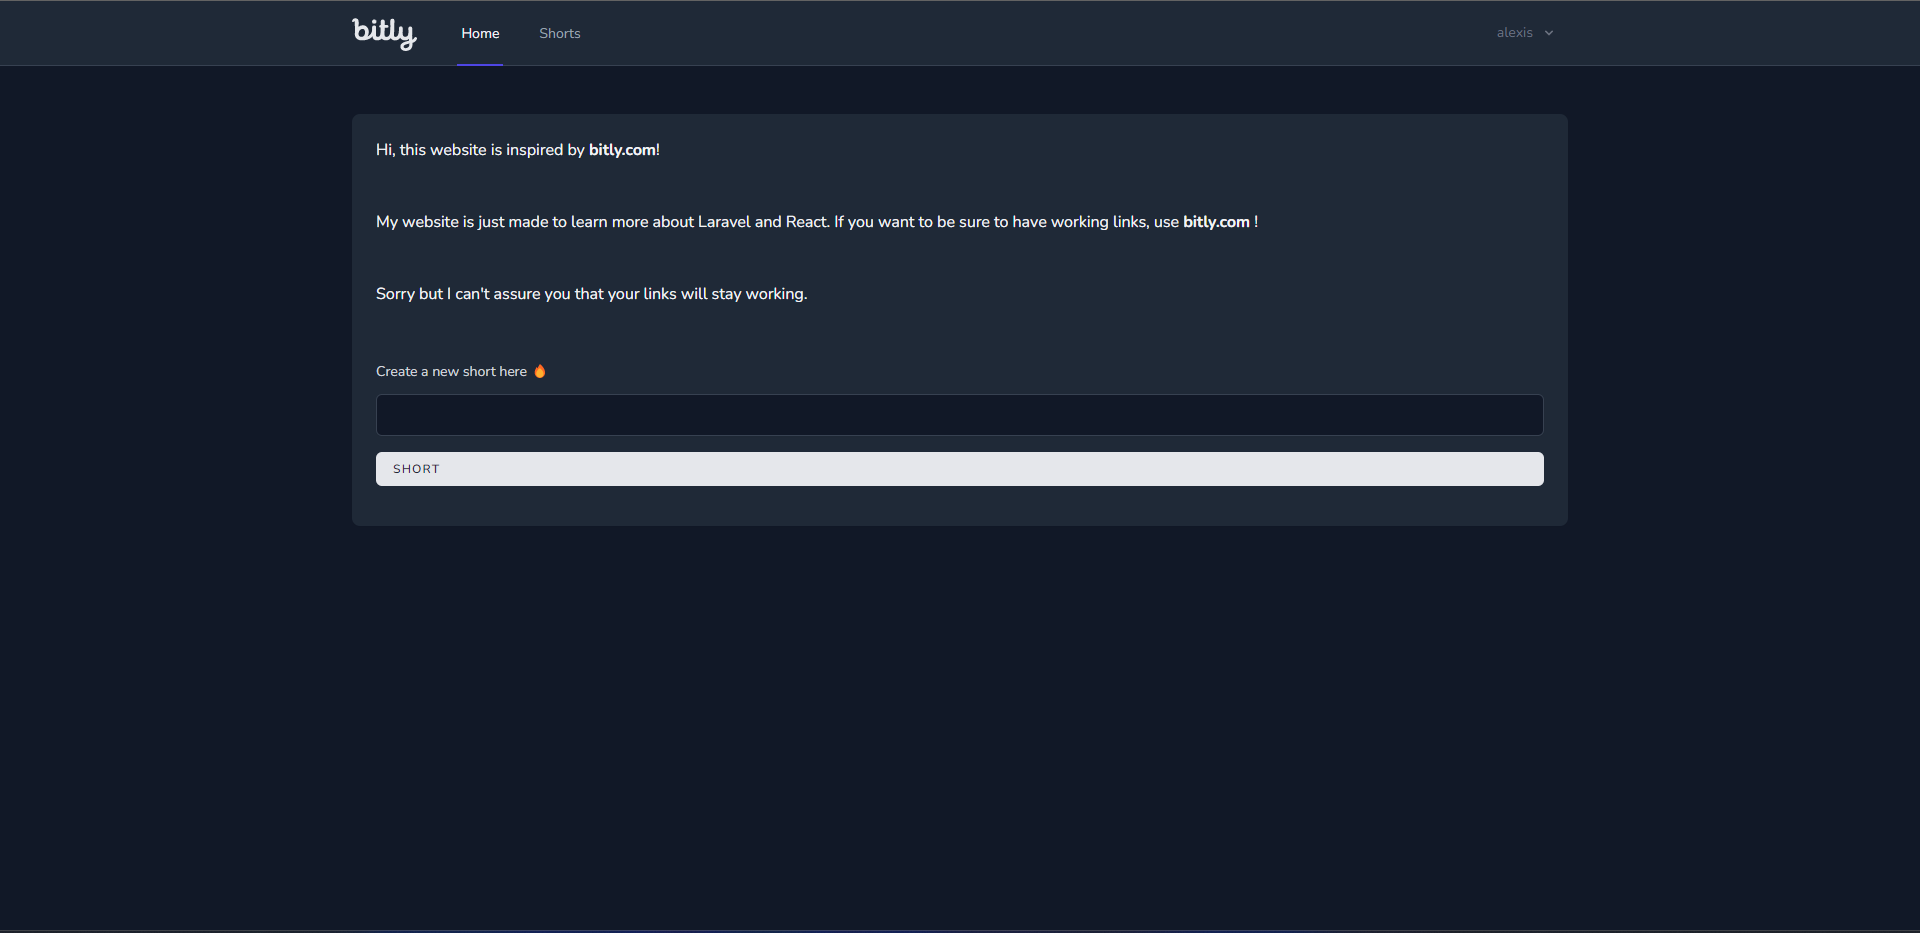 bitly
Home
Shorts
alexis
Hi, this website is inspired by bitly.com!
My website is just made to learn more about Laravel and React. If you want to be sure to have working links, use bitly.com !
Sorry but I can't assure you that your links will stay working.
Create a new short here 🔥
SHORT